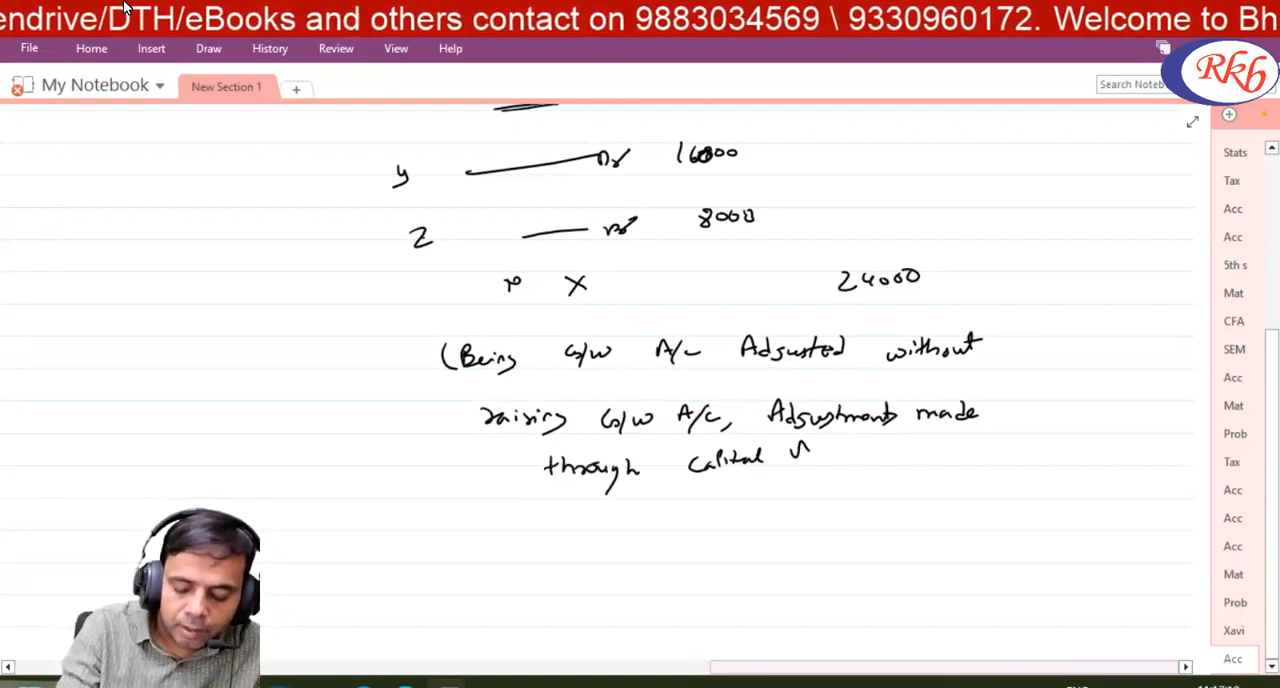 endrive/DTH/eBooks and others contact on 9883034569 \ 9330960172. Welcome to Bh
File Home Insert Draw History Review View Help
My Notebook New Section 1 +
Search Noteb
Rkb
Y Dr 16000
Z Dr 8000
To X 24000
(Being G/W A/C Adjusted without
raising G/W A/C, Adjustment made
through Capital
Stats
Tax
Acc
Acc
5th s
Mat
CFA
SEM
Acc
Mat
Prob
Tax
Acc
Acc
Acc
Mat
Prob
Xavi
Acc